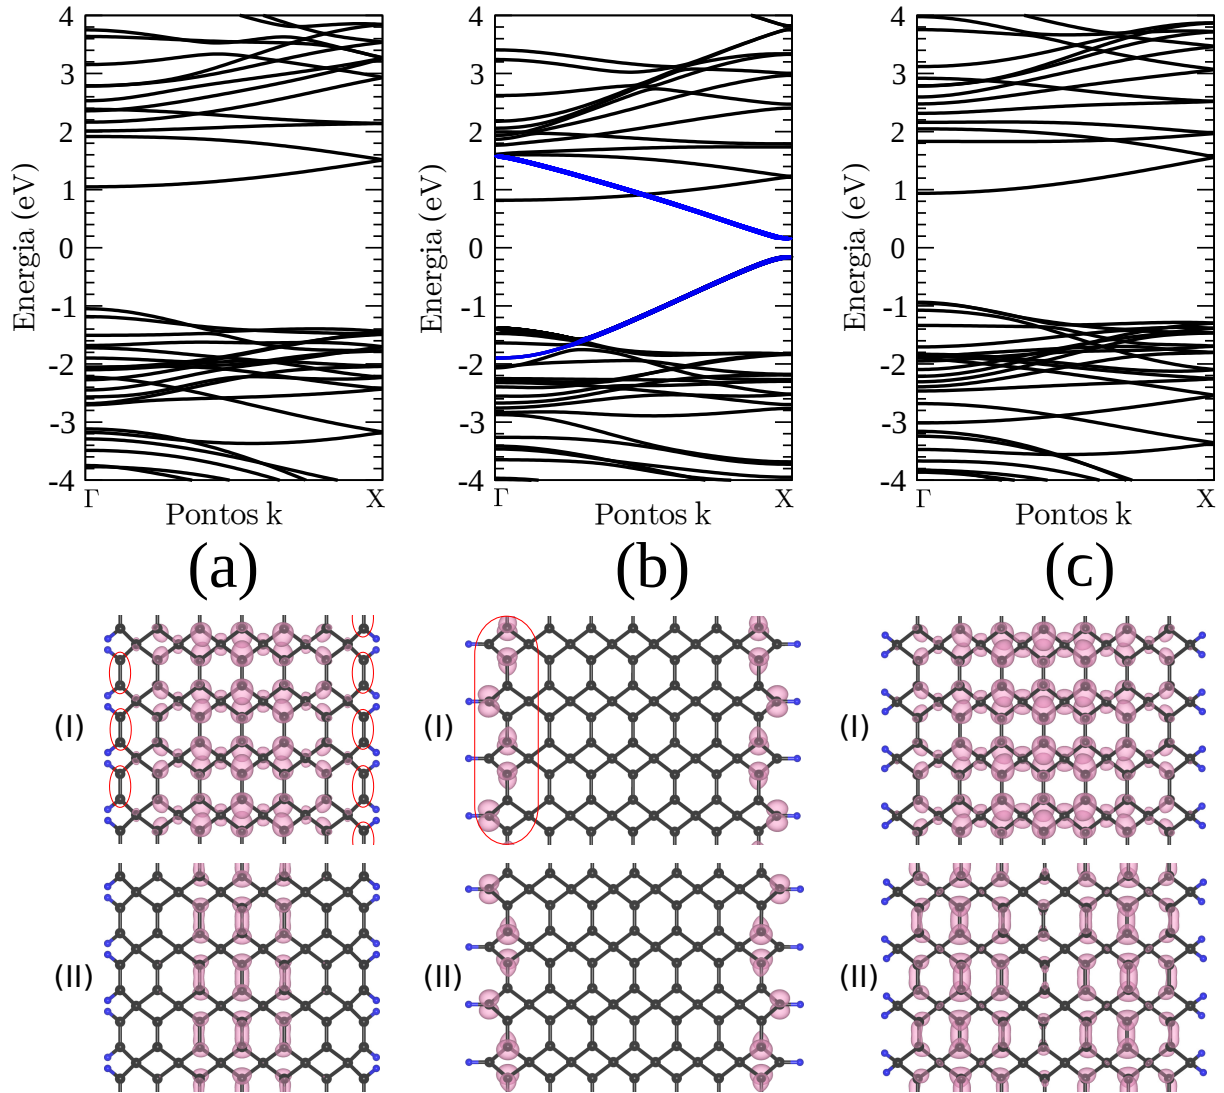 4
3
2
1
0
-1
-2
-3
-4
Energia (eV)
Γ
X
Pontos k
(a)
4
3
2
1
0
-1
-2
-3
-4
Energia (eV)
Γ
X
Pontos k
(b)
4
3
2
1
0
-1
-2
-3
-4
Energia (eV)
Γ
X
Pontos k
(c)
(I)
(I)
(I)
(II)
(II)
(II)